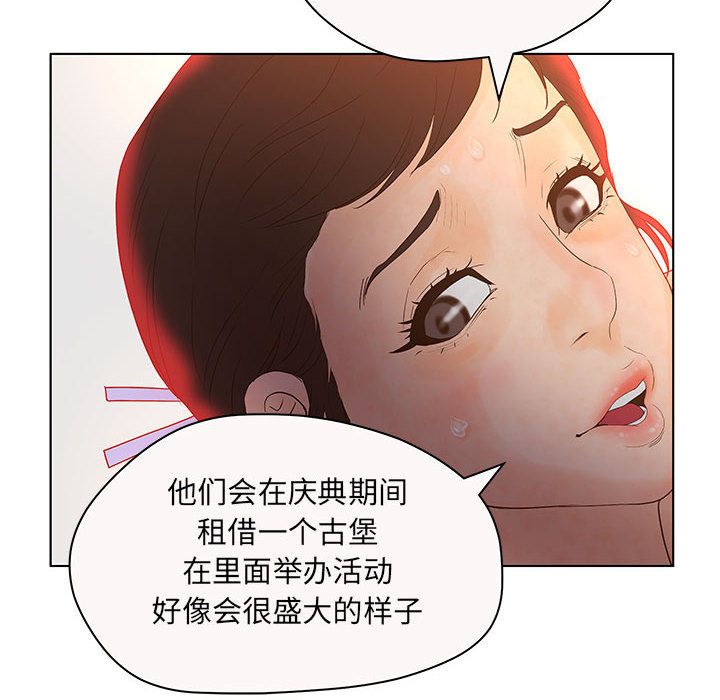 他们会在庆典期间
租借一个古堡
在里面举办活动
好像会很盛大的样子